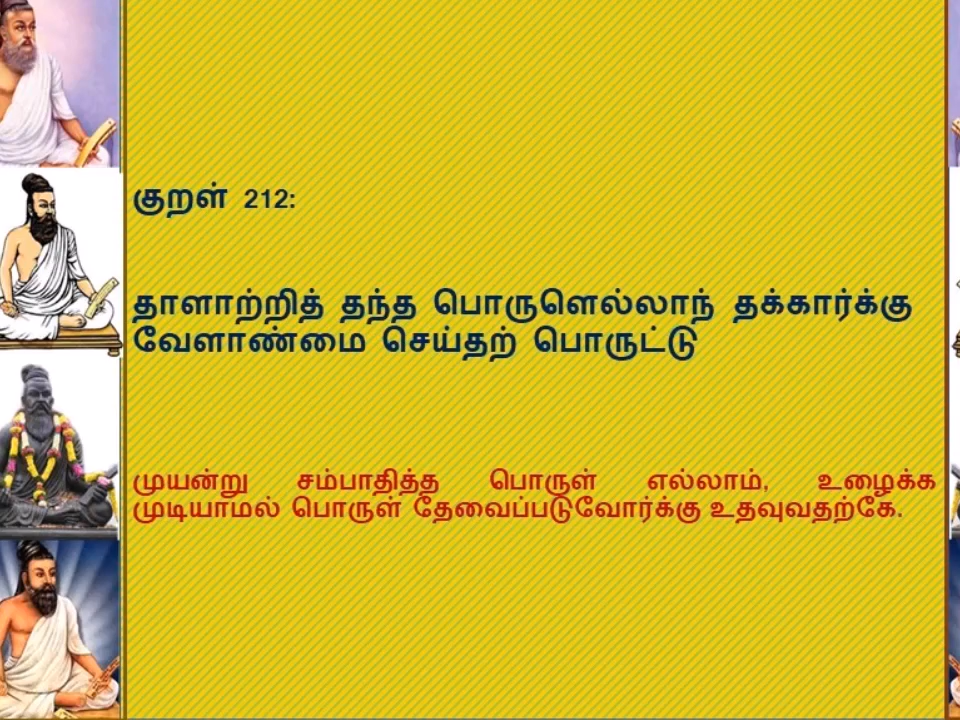 குறள் 212:
தாளாற்றித் தந்த பொருளெல்லாந் தக்கார்க்கு
வேளாண்மை செய்தற் பொருட்டு
முயன்று சம்பாதித்த பொருள் எல்லாம், உழைக்க
முடியாமல் பொருள் தேவைப்படுவோர்க்கு உதவுவதற்கே.